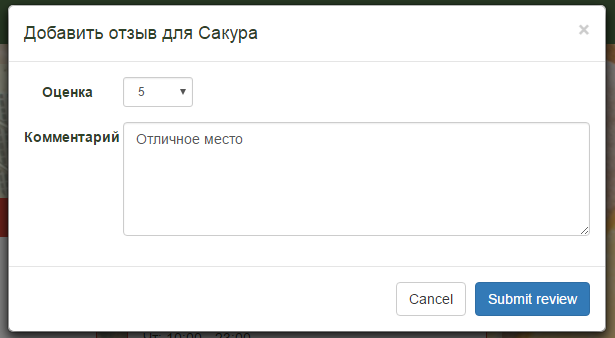 Добавить отзыв для Сакура
×
Оценка
5
Комментарий
Отличное место
Cancel
Submit review